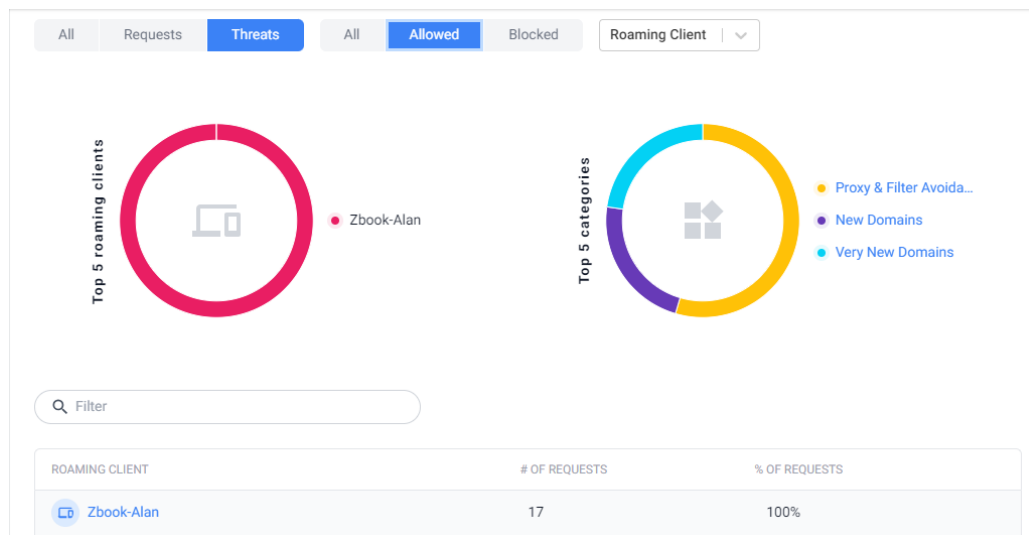 All Requests Threats All Allowed Blocked Roaming Client
Top 5 roaming clients
Zbook-Alan
Top 5 categories
Proxy & Filter Avoida...
New Domains
Very New Domains
Filter
ROAMING CLIENT # OF REQUESTS % OF REQUESTS
Zbook-Alan 17 100%